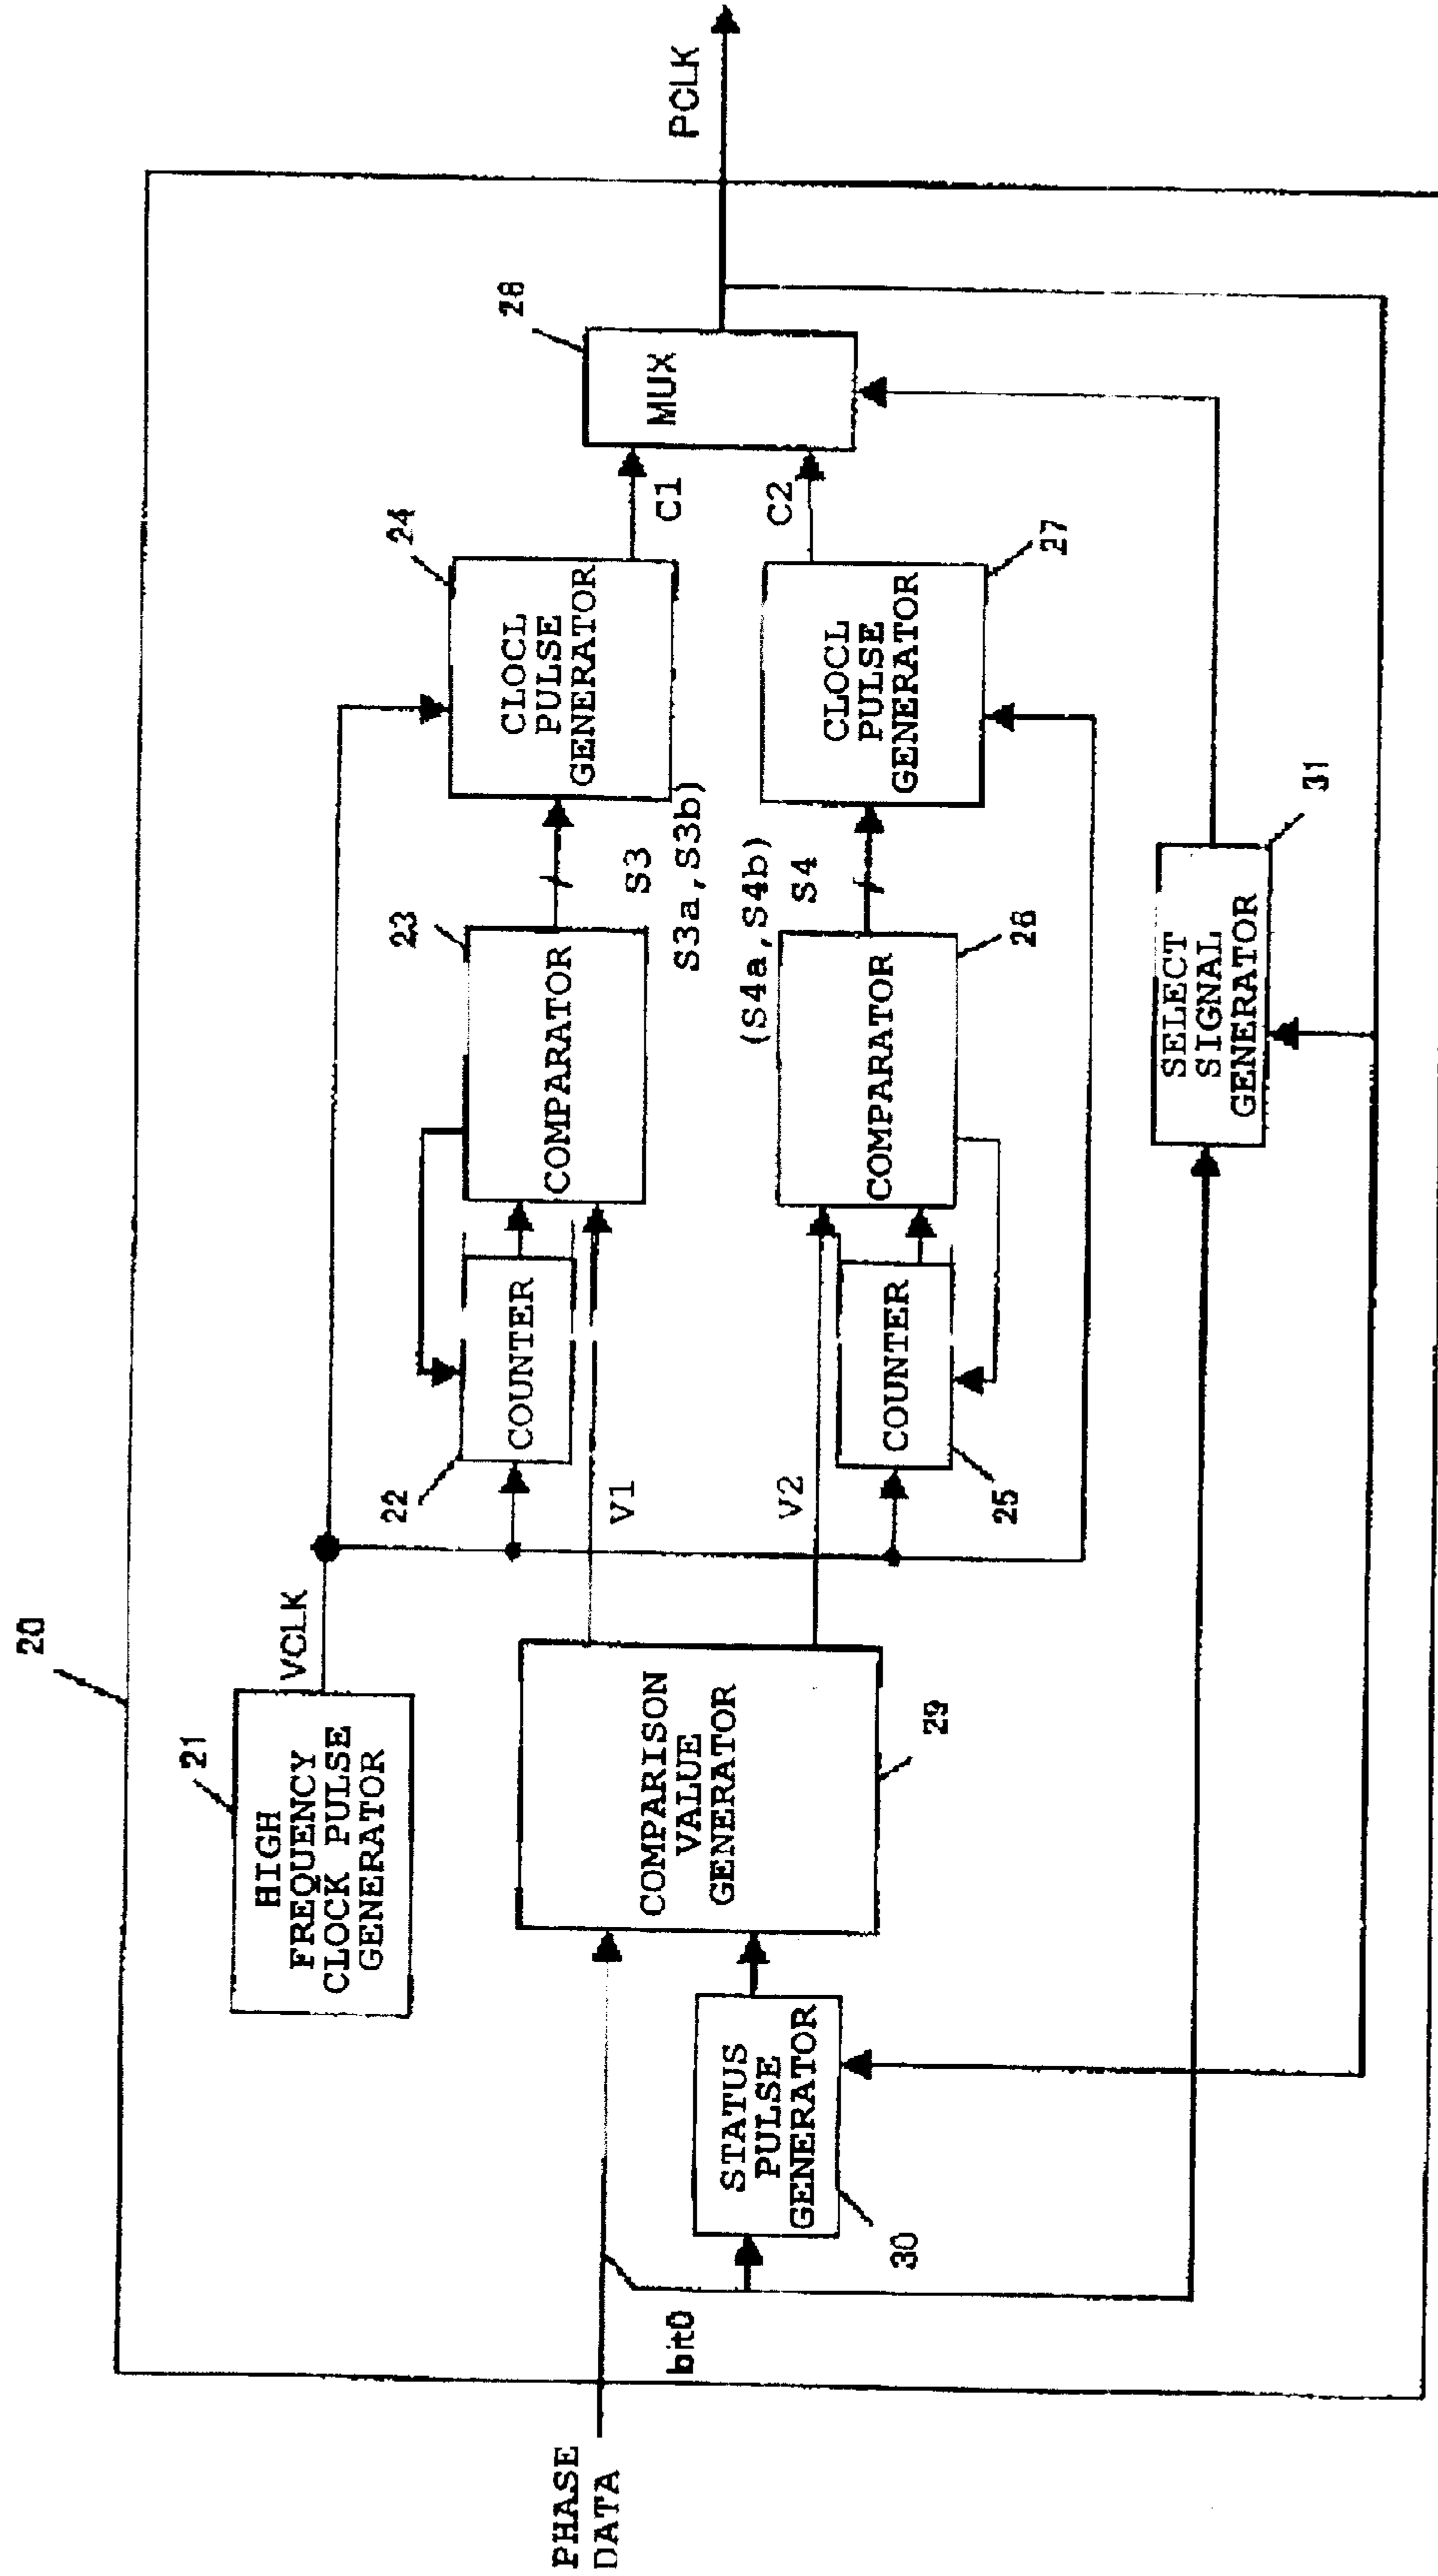 20
21
HIGH
FREQUENCY
CLOCK PULSE
GENERATOR
VCLK
22
COUNTER
23
COMPARATOR
S3
S3a,S3b)
24
CLOCL
PULSE
GENERATOR
C1
28
MUX
PCLK
PHASE
DATA
bit0
COMPARISON
VALUE
GENERATOR
29
V1
V2
STATUS
PULSE
GENERATOR
30
COUNTER
25
COMPARATOR
26
(S4a,S4b)
S4
CLOCL
PULSE
GENERATOR
27
C2
SELECT
SIGNAL
GENERATOR
31